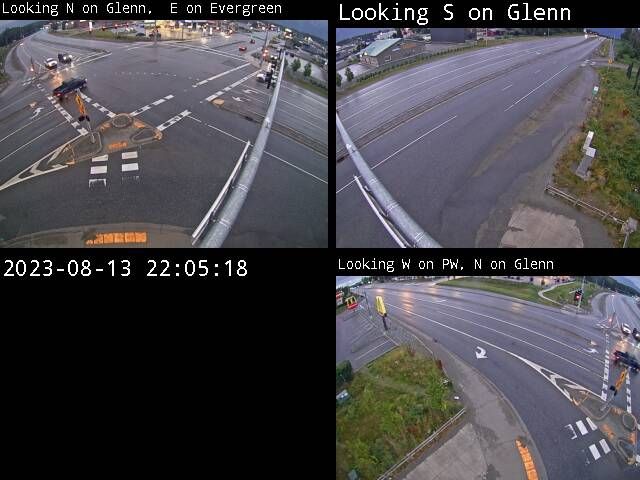 Looking N on Glenn,  E on Evergreen
Looking S on Glenn
2023-08-13 22:05:18
Looking W on PW, N on Glenn